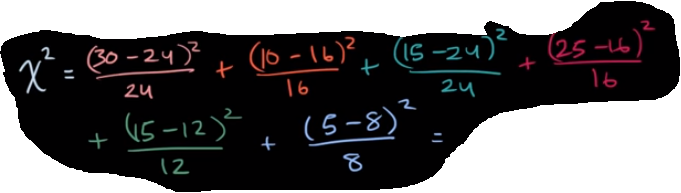 χ² = (30 - 24)²/24 + (10 - 16)²/16 + (15 - 24)²/24 + (25 - 16)²/16
+ (15 - 12)²/12 + (5 - 8)²/8 =